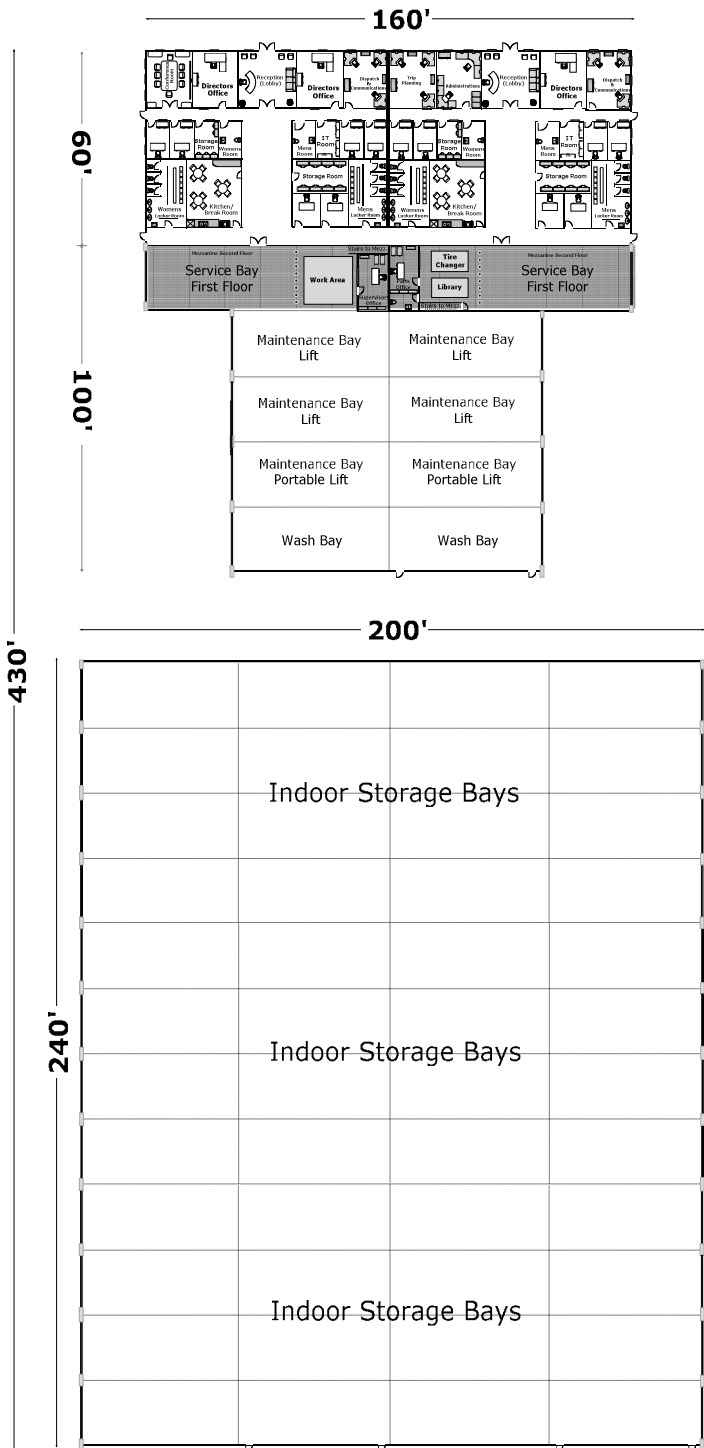 160'
Conference
Room
Directors
Office
Reception
(Lobby)
Directors
Office
Dispatch
&
Communications
Trip
Planning
Administration
Reception
(Lobby)
Directors
Office
Dispatch
&
Communications
60'
Storage
Room
Womens
Room
Mens
Room
IT
Room
Storage
Room
Womens
Room
Mens
Room
IT
Room
Storage Room
Storage Room
Womens
Locker Room
Kitchen/
Break Room
Mens
Locker Room
Womens
Locker Room
Kitchen/
Break Room
Mens
Locker Room
Mezzanine Second Floor
Service Bay
First Floor
Work Area
Stairs to Mezz.
Supervisor
Office
Parts
Office
Tire
Changer
Library
Stairs to Mezz.
Mezzanine Second Floor
Service Bay
First Floor
100'
Maintenance Bay
Lift
Maintenance Bay
Lift
Maintenance Bay
Lift
Maintenance Bay
Lift
Maintenance Bay
Portable Lift
Maintenance Bay
Portable Lift
Wash Bay
Wash Bay
200'
430'
240'
Indoor Storage Bays
Indoor Storage Bays
Indoor Storage Bays